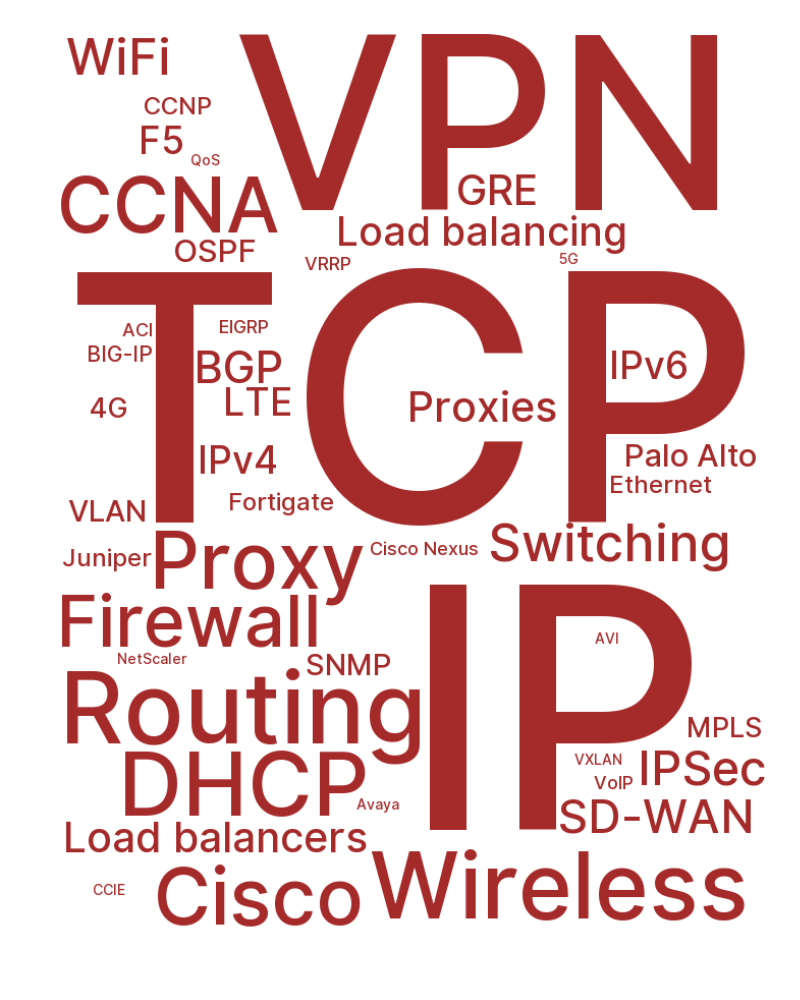 WiFi
VPN
CCNP
F5
QoS
CCNA
GRE
Load balancing
OSPF
VRRP
5G
TCP
ACI
EIGRP
BIG-IP
BGP
IPv6
4G
LTE
Proxies
IPv4
Palo Alto
Ethernet
VLAN
Fortigate
Juniper
Proxy
Cisco Nexus
Switching
Firewall
IP
AVI
NetScaler
SNMP
Routing
MPLS
VXLAN
IPSec
DHCP
VoIP
Avaya
SD-WAN
Load balancers
CCIE
Cisco
Wireless